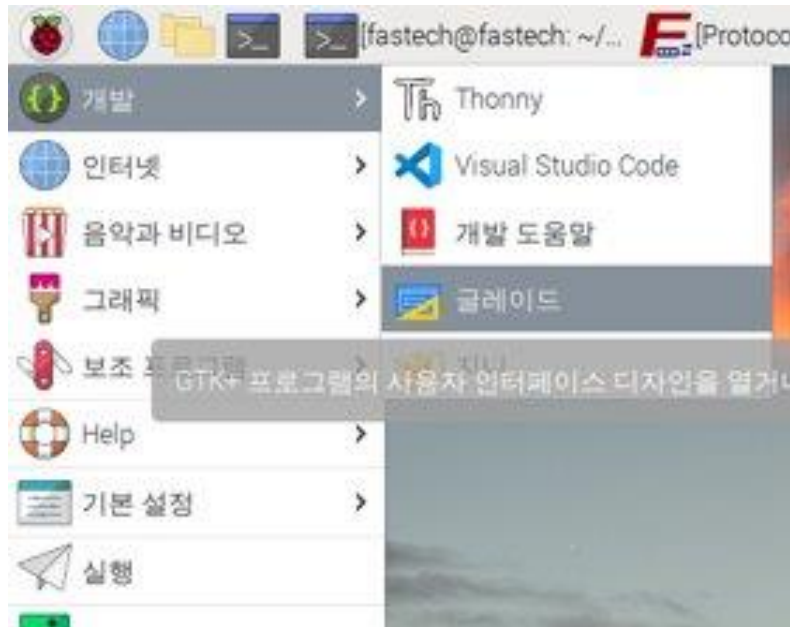 [fastech@fastech: ~/...
[Protoco
개발
인터넷
음악과 비디오
그래픽
보조 프로그램
Help
기본 설정
실행
Thonny
Visual Studio Code
개발 도움말
글레이드
지니
GTK+ 프로그램의 사용자 인터페이스 디자인을 열거나